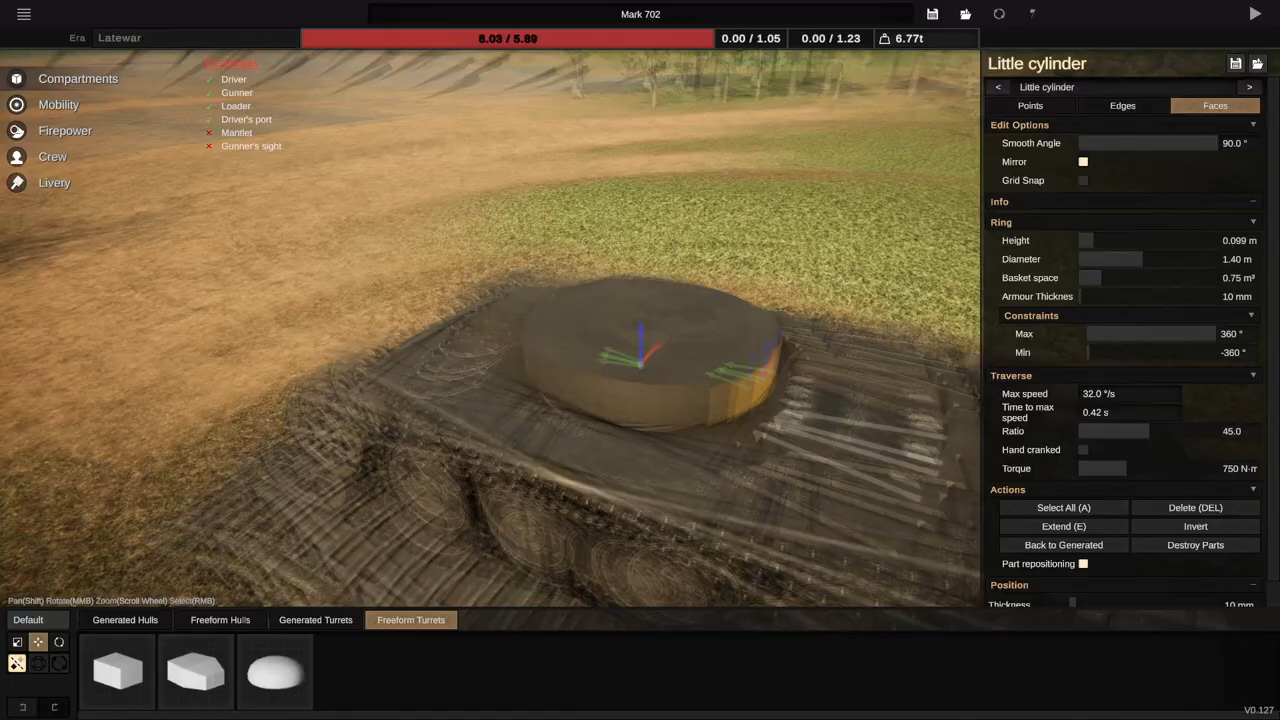 Mark 702
Era Latewar 8.03 / 5.89 0.00 / 1.05 0.00 / 1.23 6.77t
Compartments
Mobility
Firepower
Crew
Livery
Driver
Gunner
Loader
Driver's port
Mantlet
Gunner's sight
Little cylinder
< Little cylinder >
Points Edges Faces
Edit Options
Smooth Angle 90.0 °
Mirror
Grid Snap
Info
Ring
Height 0.099 m
Diameter 1.40 m
Basket space 0.75 m³
Armour Thicknes 10 mm
Constraints
Max 360 °
Min -360 °
Traverse
Max speed 32.0 °/s
Time to max speed 0.42 s
Ratio 45.0
Hand cranked
Torque 750 N·m
Actions
Select All (A) Delete (DEL)
Extend (E) Invert
Back to Generated Destroy Parts
Part repositioning
Position
Thickness 10 mm
Pan(Shift) Rotate(MMB) Zoom(Scroll Wheel) Select(RMB)
Default Generated Hulls Freeform Hulls Generated Turrets Freeform Turrets
V0.127